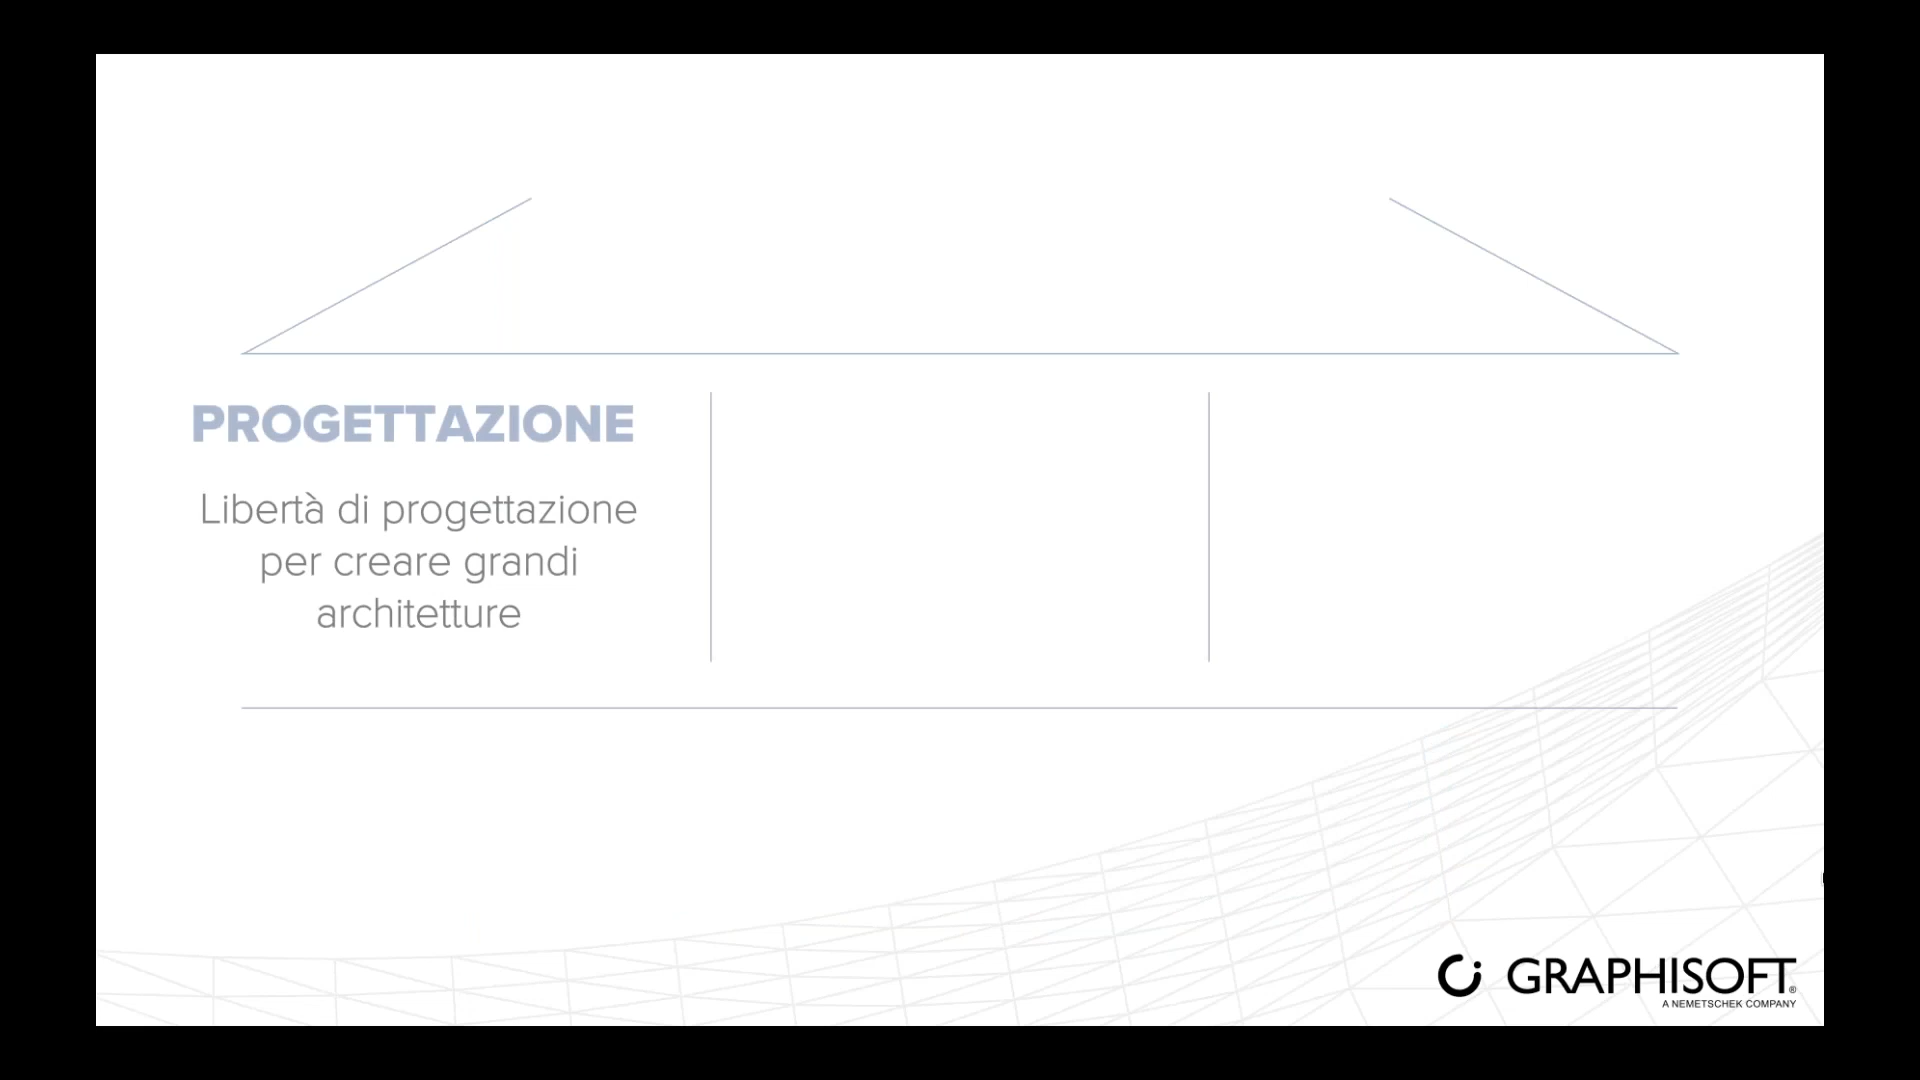 PROGETTAZIONE
Libertà di progettazione
per creare grandi
architetture
GRAPHISOFT®
A NEMETSCHEK COMPANY